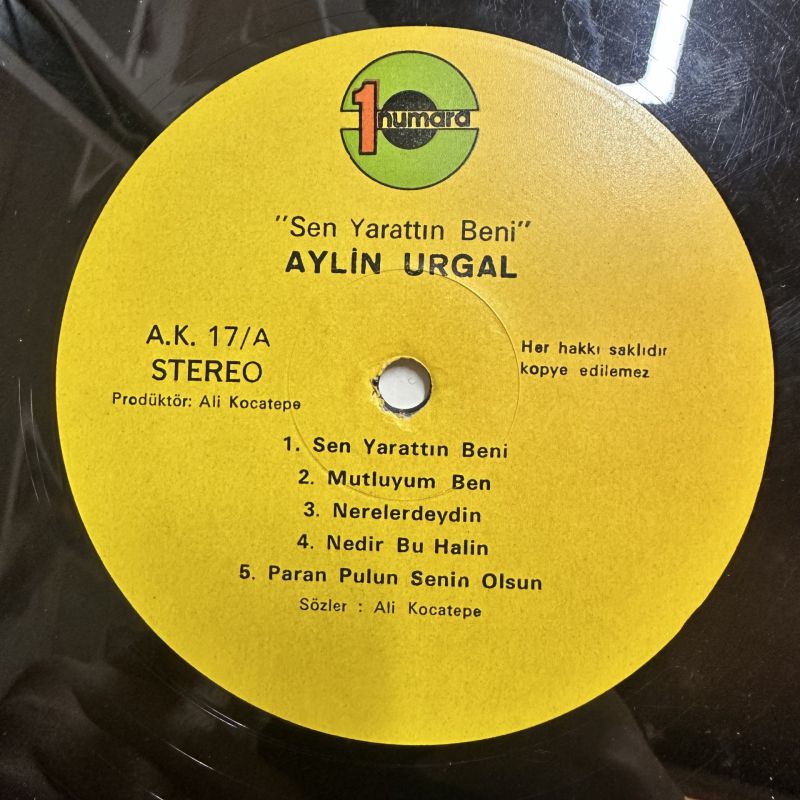 1 numara
"Sen Yarattın Beni"
AYLİN URGAL
A.K. 17/A
STEREO
Prodüktör: Ali Kocatepe
Her hakkı saklıdır
kopye edilemez
1. Sen Yarattın Beni
2. Mutluyum Ben
3. Nerelerdeydin
4. Nedir Bu Halin
5. Paran Pulun Senin Olsun
Sözler : Ali Kocatepe